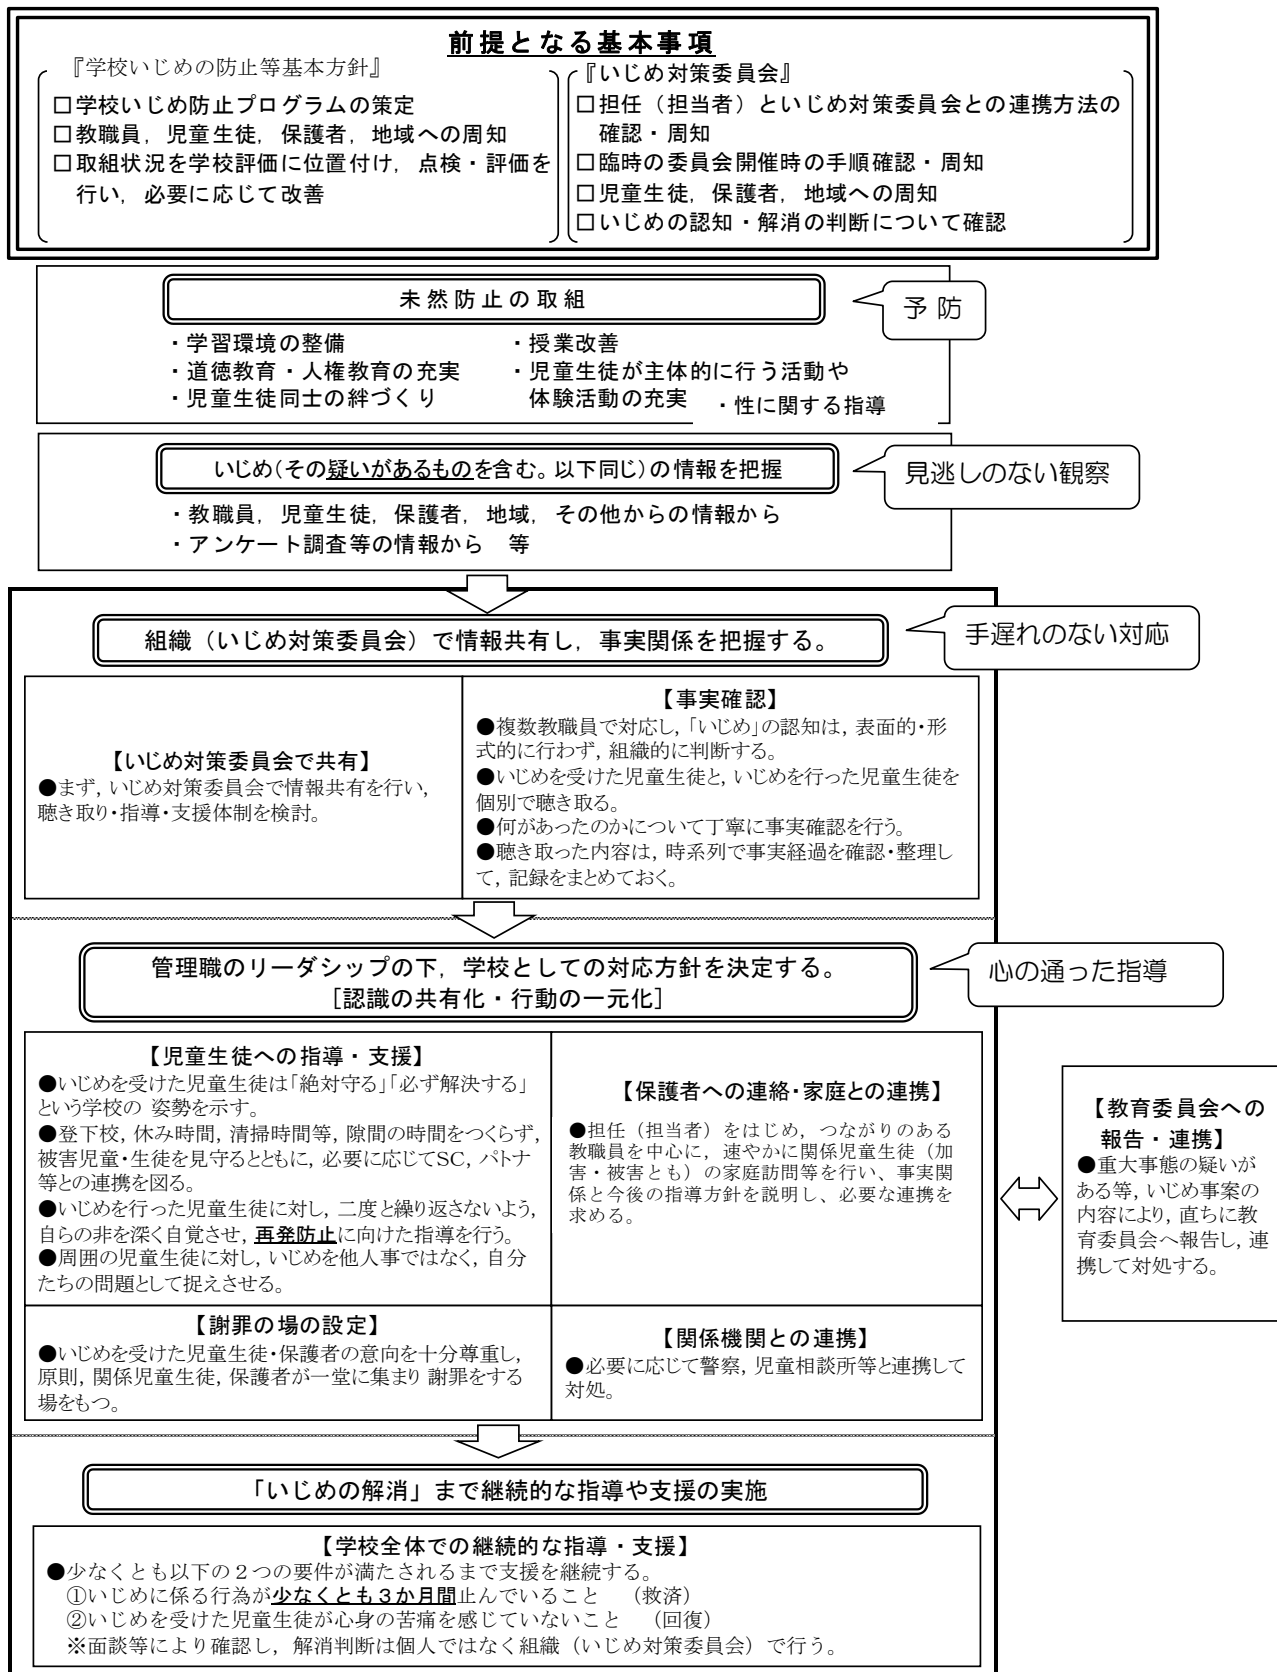 前提となる基本事項
『学校いじめの防止等基本方針』
□学校いじめ防止プログラムの策定
□教職員，児童生徒，保護者，地域への周知
□取組状況を学校評価に位置付け，点検・評価を
行い，必要に応じて改善
『いじめ対策委員会』
□担任（担当者）といじめ対策委員会との連携方法の
確認・周知
□臨時の委員会開催時の手順確認・周知
□児童生徒，保護者，地域への周知
□いじめの認知・解消の判断について確認
未然防止の取組
予防
・学習環境の整備
・道徳教育・人権教育の充実
・児童生徒同士の絆づくり
・授業改善
・児童生徒が主体的に行う活動や
体験活動の充実
・性に関する指導
いじめ（その疑いがあるものを含む。以下同じ）の情報を把握
見逃しのない観察
・教職員，児童生徒，保護者，地域，その他からの情報から
・アンケート調査等の情報から　等
組織（いじめ対策委員会）で情報共有し，事実関係を把握する。
手遅れのない対応
【いじめ対策委員会で共有】
●まず，いじめ対策委員会で情報共有を行い，
聴き取り・指導・支援体制を検討。
【事実確認】
●複数教職員で対応し，「いじめ」の認知は，表面的・形
式的に行わず，組織的に判断する。
●いじめを受けた児童生徒と，いじめを行った児童生徒を
個別で聴き取る。
●何があったのかについて丁寧に事実確認を行う。
●聴き取った内容は，時系列で事実経過を確認・整理し
て，記録をまとめておく。
管理職のリーダシップの下，学校としての対応方針を決定する。
［認識の共有化・行動の一元化］
心の通った指導
【児童生徒への指導・支援】
●いじめを受けた児童生徒は「絶対守る」「必ず解決する」
という学校の 姿勢を示す。
●登下校，休み時間，清掃時間等，隙間の時間をつくらず，
被害児童・生徒を見守るとともに，必要に応じてSC，パトナ
等との連携を図る。
●いじめを行った児童生徒に対し，二度と繰り返さないよう，
自らの非を深く自覚させ，再発防止に向けた指導を行う。
●周囲の児童生徒に対し，いじめを他人事ではなく，自分
たちの問題として捉えさせる。
【保護者への連絡・家庭との連携】
●担任（担当者）をはじめ，つながりのある
教職員を中心に，速やかに関係児童生徒（加
害・被害とも）の家庭訪問等を行い、事実関
係と今後の指導方針を説明し、必要な連携を
求める。
【教育委員会への
報告・連携】
●重大事態の疑いが
ある等，いじめ事案の
内容により，直ちに教
育委員会へ報告し，連
携して対処する。
【謝罪の場の設定】
●いじめを受けた児童生徒・保護者の意向を十分尊重し，
原則，関係児童生徒，保護者が一堂に集まり 謝罪をする
場をもつ。
【関係機関との連携】
●必要に応じて警察，児童相談所等と連携して
対処。
「いじめの解消」まで継続的な指導や支援の実施
【学校全体での継続的な指導・支援】
●少なくとも以下の２つの要件が満たされるまで支援を継続する。
①いじめに係る行為が少なくとも３か月間止んでいること　（救済）
②いじめを受けた児童生徒が心身の苦痛を感じていないこと　（回復）
※面談等により確認し，解消判断は個人ではなく組織（いじめ対策委員会）で行う。